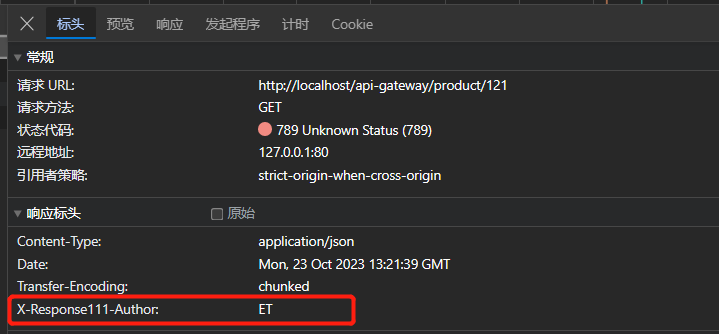 标头 预览 响应 发起程序 计时 Cookie
常规
请求 URL: http://localhost/api-gateway/product/121
请求方法: GET
状态代码: 789 Unknown Status (789)
远程地址: 127.0.0.1:80
引用者策略: strict-origin-when-cross-origin
响应标头 原始
Content-Type: application/json
Date: Mon, 23 Oct 2023 13:21:39 GMT
Transfer-Encoding: chunked
X-Response111-Author: ET